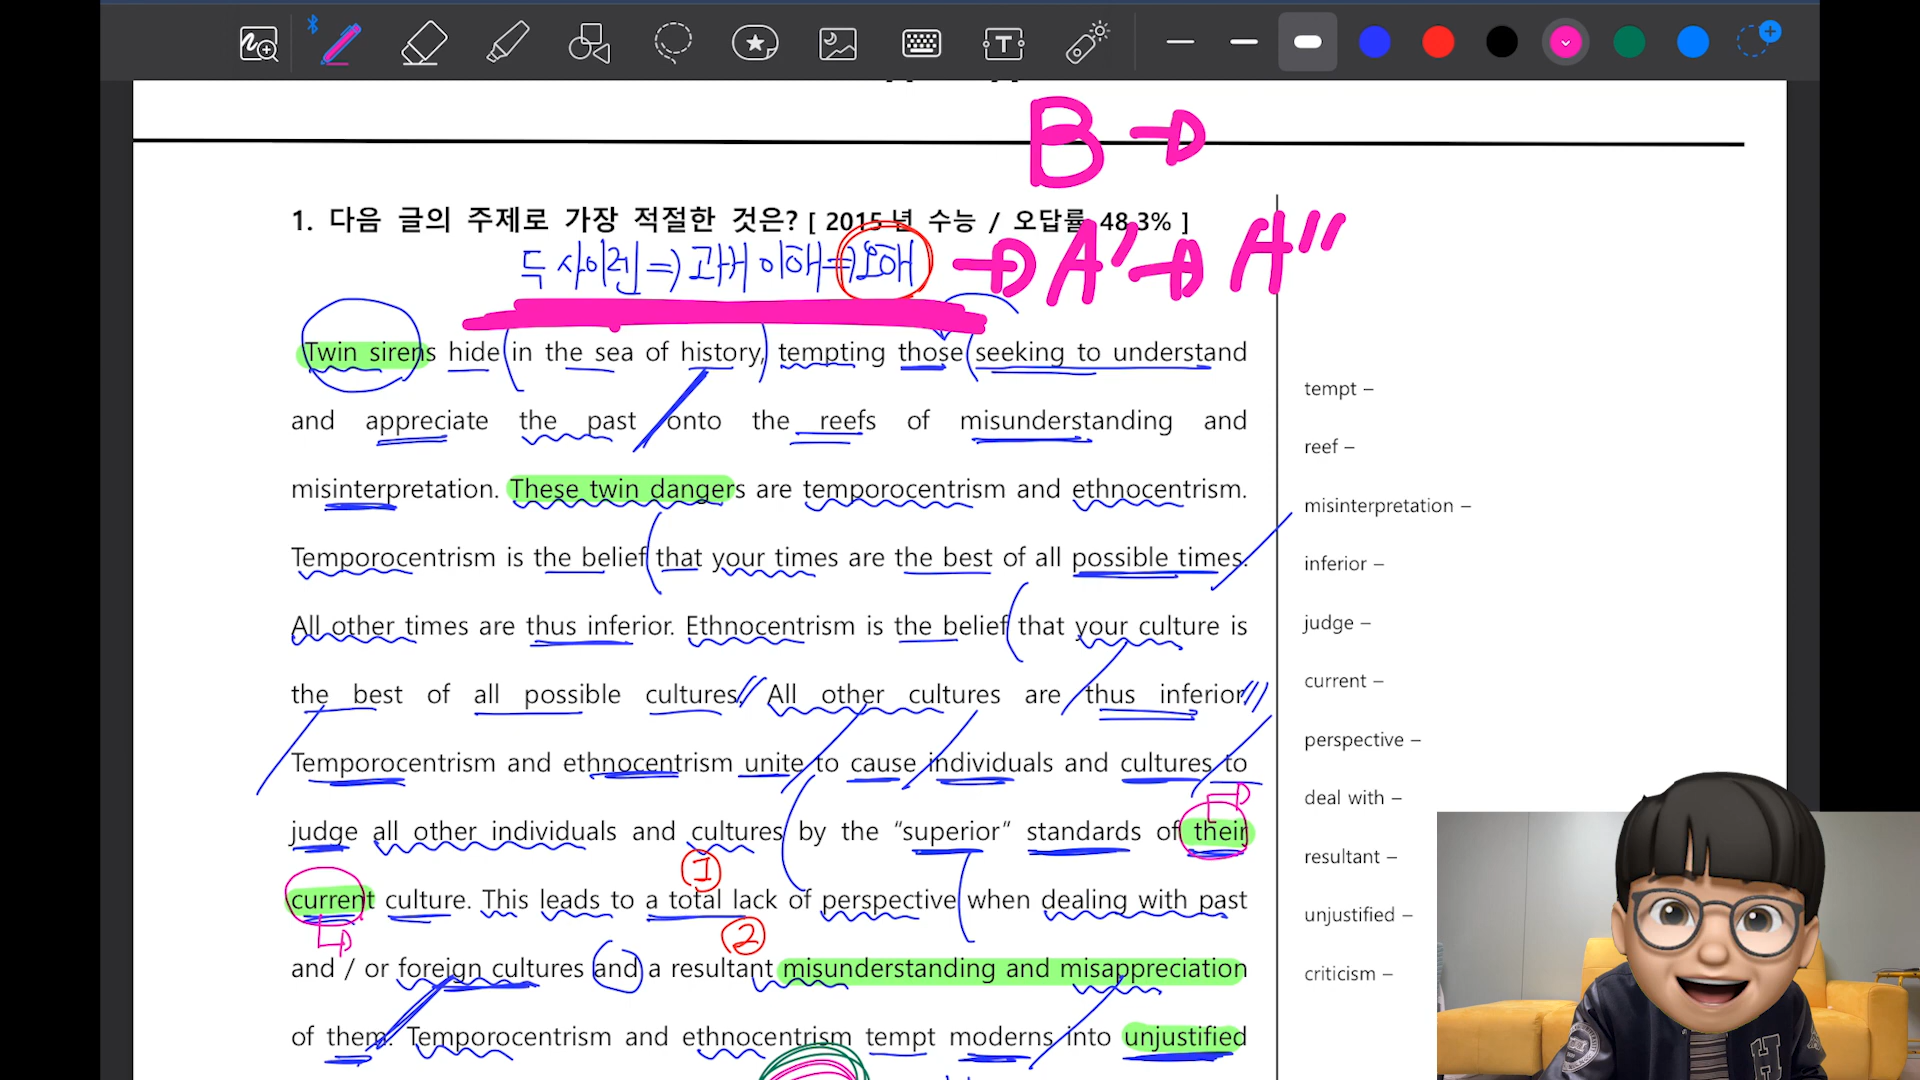 B →
1. 다음 글의 주제로 가장 적절한 것은? [ 2015년 수능 / 오답률 48.3% ]
두 사이렌 ⇒ 과거 이해 ⇒ 오해 → A' → A''
Twin sirens hide in the sea of history, tempting those seeking to understand
and appreciate the past onto the reefs of misunderstanding and
misinterpretation. These twin dangers are temporocentrism and ethnocentrism.
Temporocentrism is the belief that your times are the best of all possible times.
All other times are thus inferior. Ethnocentrism is the belief that your culture is
the best of all possible cultures. All other cultures are thus inferior.
Temporocentrism and ethnocentrism unite to cause individuals and cultures to
judge all other individuals and cultures by the “superior” standards of their
①
current culture. This leads to a total lack of perspective when dealing with past
②
and / or foreign cultures and a resultant misunderstanding and misappreciation
of them. Temporocentrism and ethnocentrism tempt moderns into unjustified
tempt –
reef –
misinterpretation –
inferior –
judge –
current –
perspective –
deal with –
resultant –
unjustified –
criticism –
H